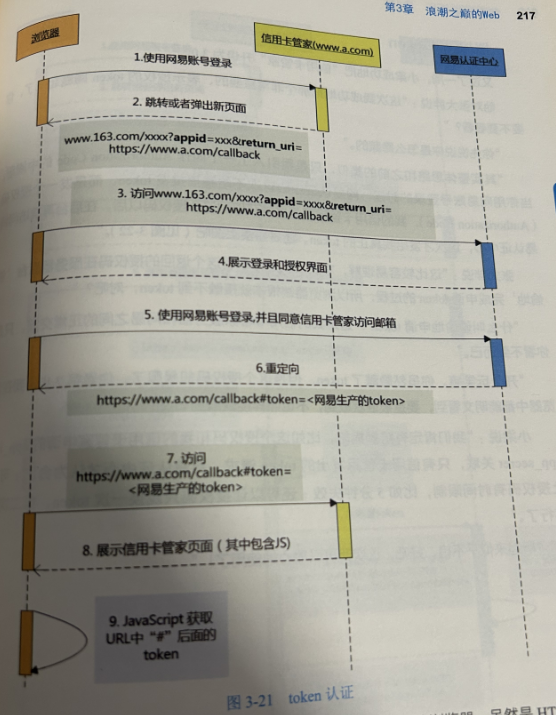 第3章 浪潮之巅的Web 217
浏览器
信用卡管家(www.a.com)
网易认证中心
1.使用网易账号登录
2. 跳转或者弹出新页面
www.163.com/xxxx?appid=xxx&return_uri=
https://www.a.com/callback
3. 访问www.163.com/xxxx?appid=xxx&return_uri=
https://www.a.com/callback
4.展示登录和授权界面
5. 使用网易账号登录,并且同意信用卡管家访问邮箱
6.重定向
https://www.a.com/callback#token=<网易生产的token>
7. 访问
https://www.a.com/callback#token=
<网易生产的token>
8. 展示信用卡管家页面（其中包含JS)
9. JavaScript 获取
URL中“#”后面的
token
图 3-21 token 认证